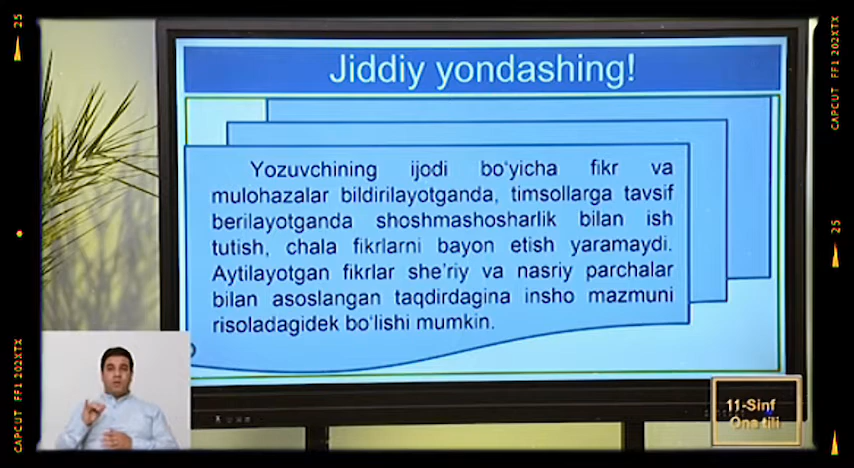 Jiddiy yondashing!
Yozuvchining ijodi bo‘yicha fikr va
mulohazalar bildirilayotganda, timsollarga tavsif
berilayotganda shoshmashosharlik bilan ish
tutish, chala fikrlarni bayon etish yaramaydi.
Aytilayotgan fikrlar she’riy va nasriy parchalar
bilan asoslangan taqdirdagina insho mazmuni
risoladagidek bo‘lishi mumkin.
11-Sinf
Ona tili
25
CAPCUT FF1 202XTX
CAPCUT FF1 202XTX
25